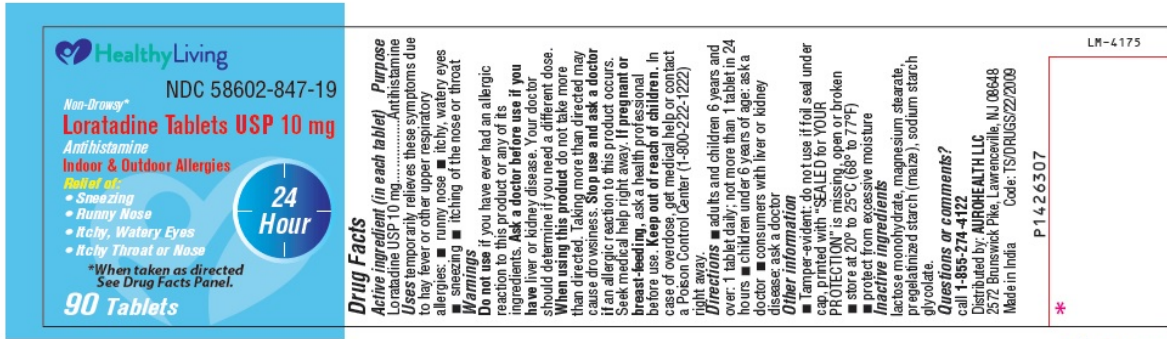 HealthyLiving
NDC 58602-847-19
Non-Drowsy*
Loratadine Tablets USP 10 mg
Antihistamine
Indoor & Outdoor Allergies
Relief of:
• Sneezing
• Runny Nose
• Itchy, Watery Eyes
• Itchy Throat or Nose
24
Hour
*When taken as directed
See Drug Facts Panel.
90 Tablets
Drug Facts
Active ingredient (in each tablet) Purpose
Loratadine USP 10 mg..............Antihistamine
Uses temporarily relieves these symptoms due
to hay fever or other upper respiratory
allergies: ■ runny nose ■ itchy, watery eyes
■ sneezing ■ itching of the nose or throat
Warnings
Do not use if you have ever had an allergic
reaction to this product or any of its
ingredients. Ask a doctor before use if you
have liver or kidney disease. Your doctor
should determine if you need a different dose.
When using this product do not take more
than directed. Taking more than directed may
cause drowsiness. Stop use and ask a doctor
if an allergic reaction to this product occurs.
Seek medical help right away. If pregnant or
breast-feeding, ask a health professional
before use. Keep out of reach of children. In
case of overdose, get medical help or contact
a Poison Control Center (1-800-222-1222)
right away.
Directions ■ adults and children 6 years and
over: 1 tablet daily; not more than 1 tablet in 24
hours ■ children under 6 years of age: ask a
doctor ■ consumers with liver or kidney
disease: ask a doctor
Other information
■ Tamper-evident: do not use if foil seal under
cap, printed with "SEALED for YOUR
PROTECTION" is missing, open or broken
■ store at 20º to 25ºC (68º to 77ºF)
■ protect from excessive moisture
Inactive ingredients
lactose monohydrate, magnesium stearate,
pregelatinized starch (maize), sodium starch
glycolate.
Questions or comments?
call 1-855-274-4122
Distributed by: AUROHEALTH LLC
2572 Brunswick Pike, Lawrenceville, NJ 08648
Made in India Code: TS/DRUGS/22/2009
P1426307
LM-4175
*